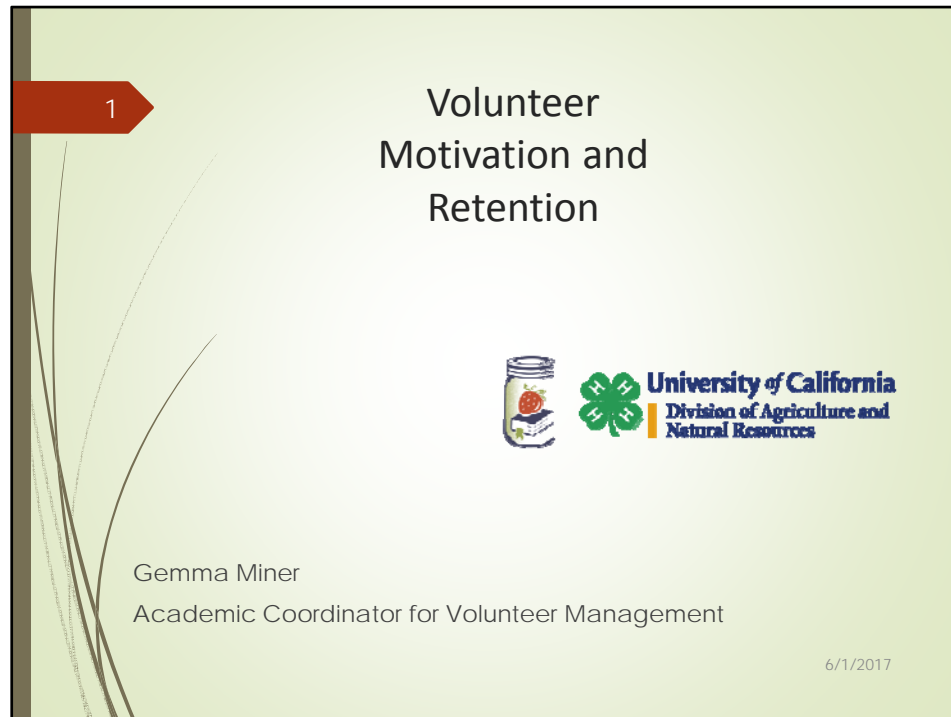 1
Volunteer
Motivation and
Retention
H H
H H
University of California
Division of Agriculture and
Natural Resources
Gemma Miner
Academic Coordinator for Volunteer Management
6/1/2017